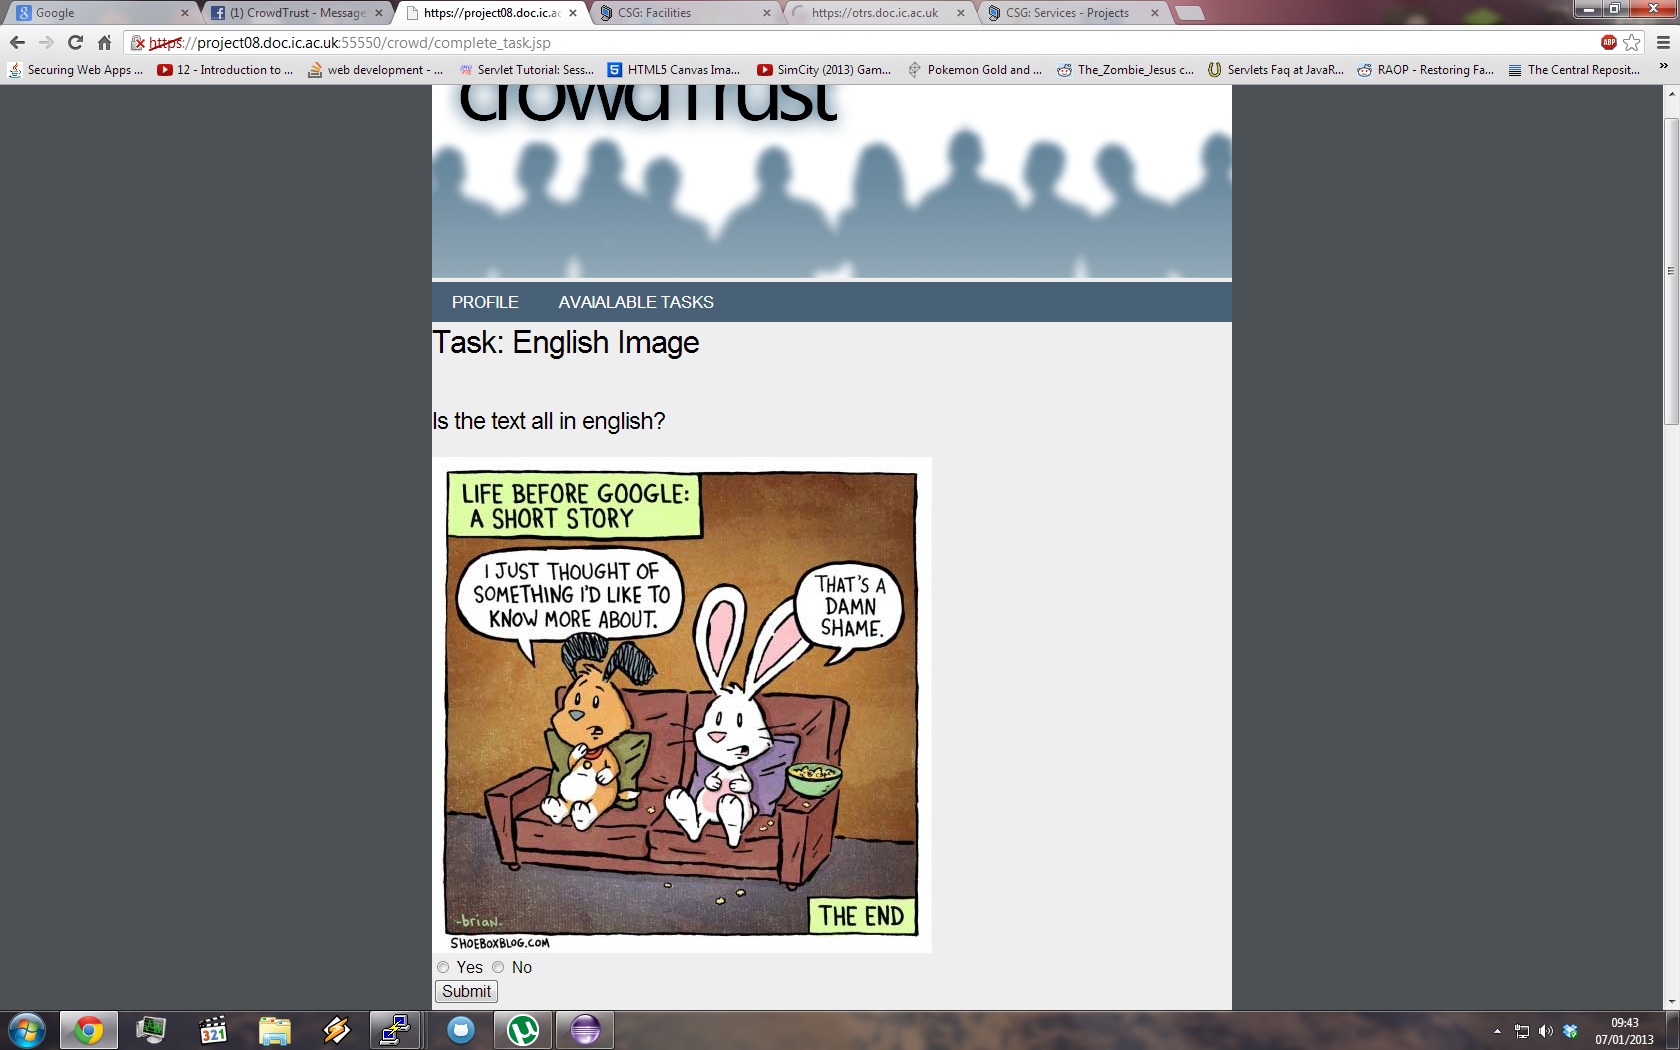 Google
(1) CrowdTrust - Message
https://project08.doc.ic.ac
CSG: Facilities
https://otrs.doc.ic.ac.uk
CSG: Services - Projects
https://project08.doc.ic.ac.uk:55550/crowd/complete_task.jsp
ABP
Securing Web Apps ...
12 - Introduction to ...
web development - ...
Servlet Tutorial: Sess...
HTML5 Canvas Ima...
SimCity (2013) Gam...
Pokemon Gold and ...
The_Zombie_Jesus c...
Servlets Faq at JavaR...
RAOP - Restoring Fa...
The Central Reposit...
»
crowdTrust
PROFILE
AVAIALABLE TASKS
Task: English Image
Is the text all in english?
LIFE BEFORE GOOGLE:
A SHORT STORY
I JUST THOUGHT OF
SOMETHING I'D LIKE TO
KNOW MORE ABOUT.
THAT'S A
DAMN
SHAME.
THE END
-brian.
SHOEBOXBLOG.COM
Yes
No
Submit
321
09:43
07/01/2013